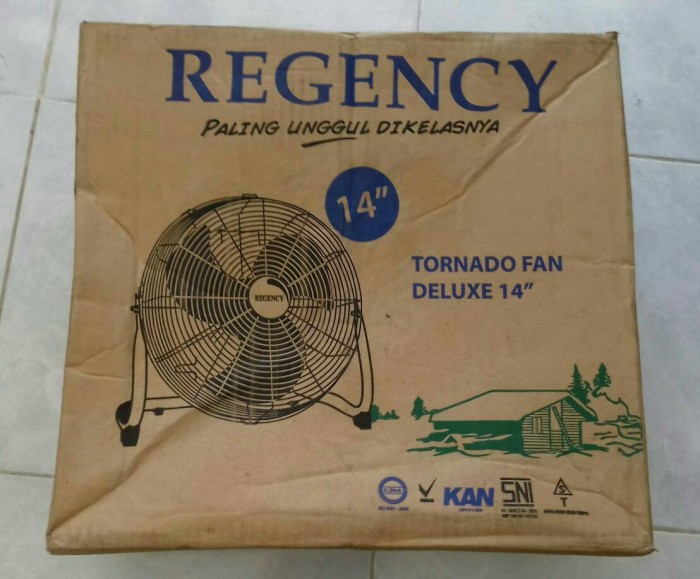 REGENCY
PALING UNGGUL DIKELASNYA
14"
REGENCY
TORNADO FAN
DELUXE 14"
KAN
SNI
S
T